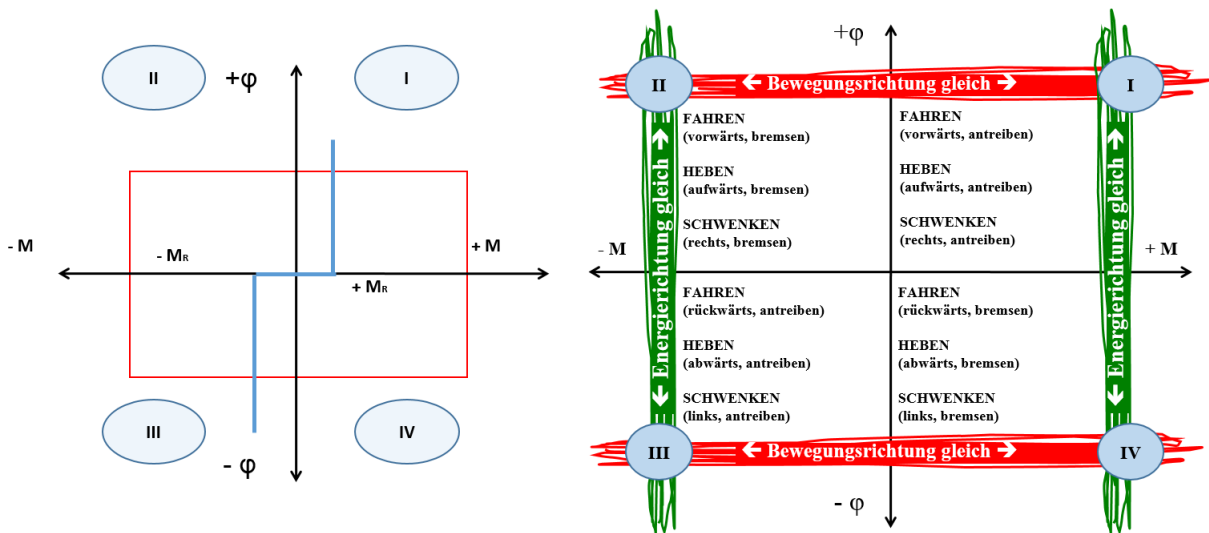 II
+φ
I
- M
- MR
+ M
+ MR
III
IV
- φ
+φ
II
🡨 Bewegungsrichtung gleich 🡪
I
FAHREN
(vorwärts, bremsen)
HEBEN
(aufwärts, bremsen)
SCHWENKEN
(rechts, bremsen)
FAHREN
(vorwärts, antreiben)
HEBEN
(aufwärts, antreiben)
SCHWENKEN
(rechts, antreiben)
🡨 Energierichtung gleich 🡪
- M
+ M
🡨 Energierichtung gleich 🡪
FAHREN
(rückwärts, antreiben)
HEBEN
(abwärts, antreiben)
SCHWENKEN
(links, antreiben)
FAHREN
(rückwärts, bremsen)
HEBEN
(abwärts, bremsen)
SCHWENKEN
(links, bremsen)
III
🡨 Bewegungsrichtung gleich 🡪
IV
- φ